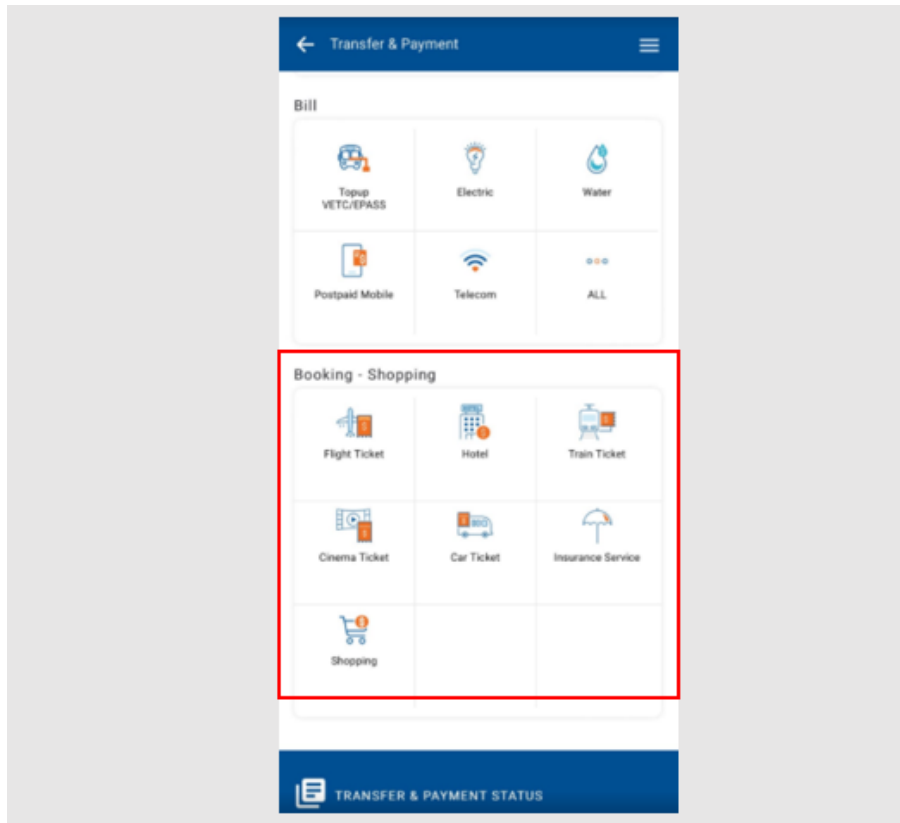 Transfer & Payment
Bill
Topup
VETC/EPASS
Electric
Water
Postpaid Mobile
Telecom
ALL
Booking - Shopping
Flight Ticket
Hotel
Train Ticket
Cinema Ticket
Car Ticket
Insurance Service
Shopping
TRANSFER & PAYMENT STATUS